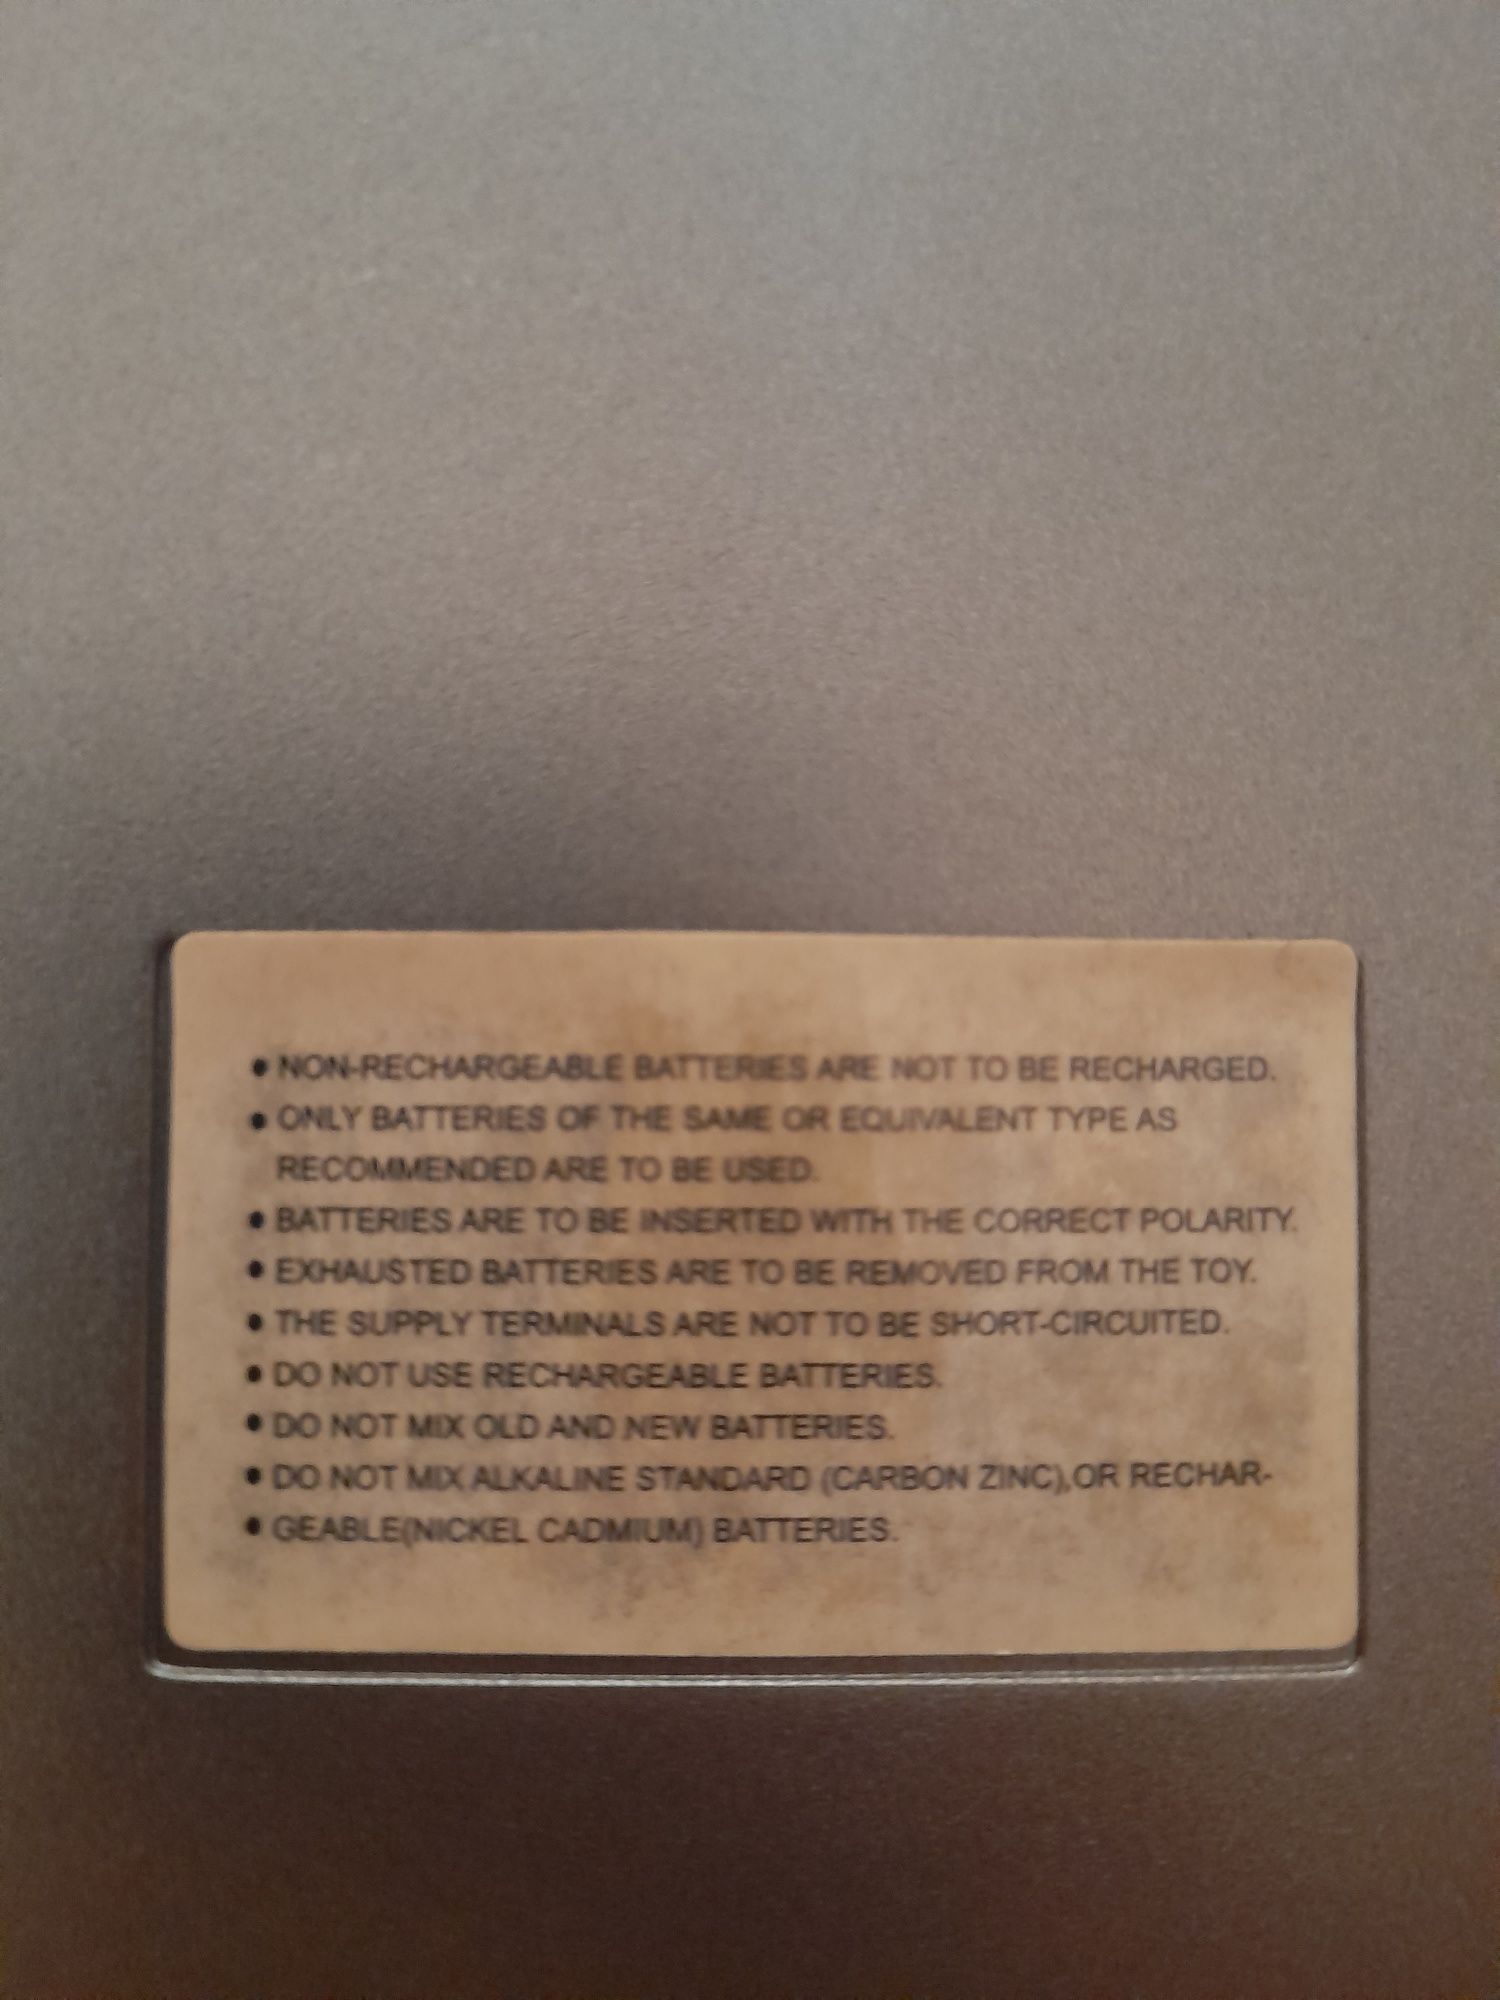 ● NON-RECHARGEABLE BATTERIES ARE NOT TO BE RECHARGED.
● ONLY BATTERIES OF THE SAME OR EQUIVALENT TYPE AS
RECOMMENDED ARE TO BE USED.
● BATTERIES ARE TO BE INSERTED WITH THE CORRECT POLARITY.
● EXHAUSTED BATTERIES ARE TO BE REMOVED FROM THE TOY.
● THE SUPPLY TERMINALS ARE NOT TO BE SHORT-CIRCUITED.
● DO NOT USE RECHARGEABLE BATTERIES.
● DO NOT MIX OLD AND NEW BATTERIES.
● DO NOT MIX ALKALINE STANDARD (CARBON ZINC),OR RECHAR-
● GEABLE(NICKEL CADMIUM) BATTERIES.